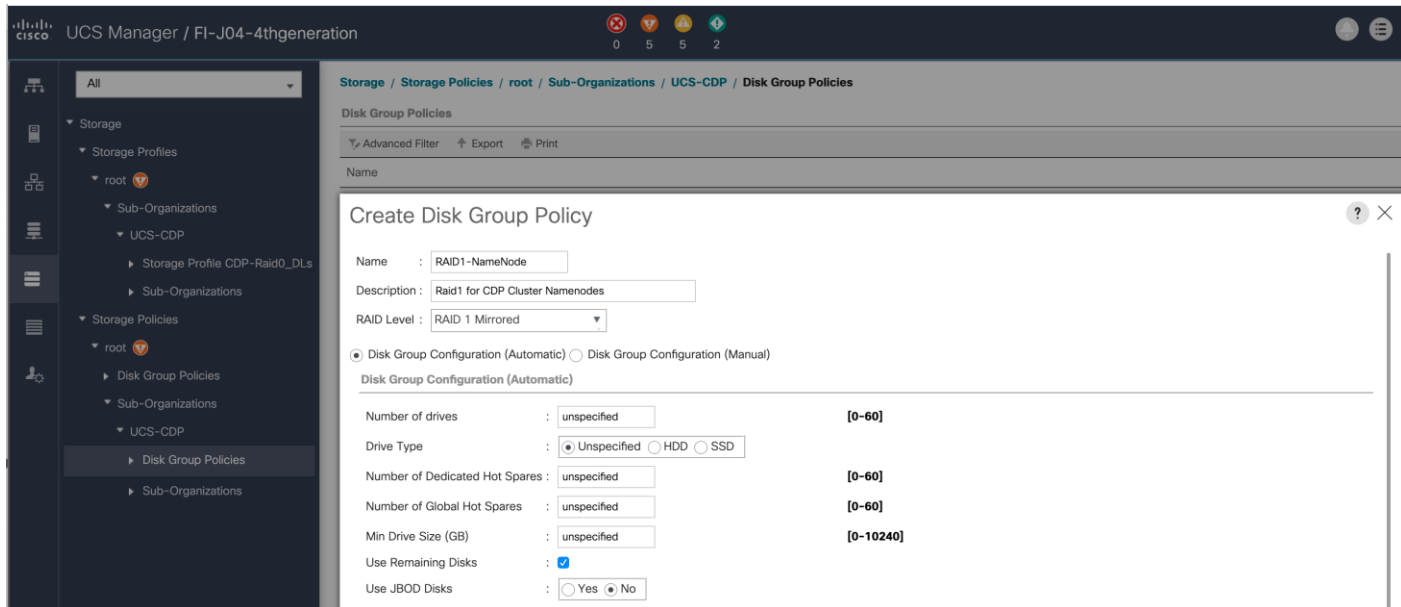 cisco UCS Manager / FI-J04-4thgeneration
0 5 5 2
All
Storage
Storage Profiles
root
Sub-Organizations
UCS-CDP
Storage Profile CDP-Raid0_DLs
Sub-Organizations
Storage Policies
root
Disk Group Policies
Sub-Organizations
UCS-CDP
Disk Group Policies
Sub-Organizations
Storage / Storage Policies / root / Sub-Organizations / UCS-CDP / Disk Group Policies
Disk Group Policies
Advanced Filter Export Print
Name
Create Disk Group Policy ?
Name : RAID1-NameNode
Description : Raid1 for CDP Cluster Namenodes
RAID Level : RAID 1 Mirrored
Disk Group Configuration (Automatic) Disk Group Configuration (Manual)
Disk Group Configuration (Automatic)
Number of drives : unspecified [0-60]
Drive Type : Unspecified HDD SSD
Number of Dedicated Hot Spares : unspecified [0-60]
Number of Global Hot Spares : unspecified [0-60]
Min Drive Size (GB) : unspecified [0-10240]
Use Remaining Disks :
Use JBOD Disks : Yes No